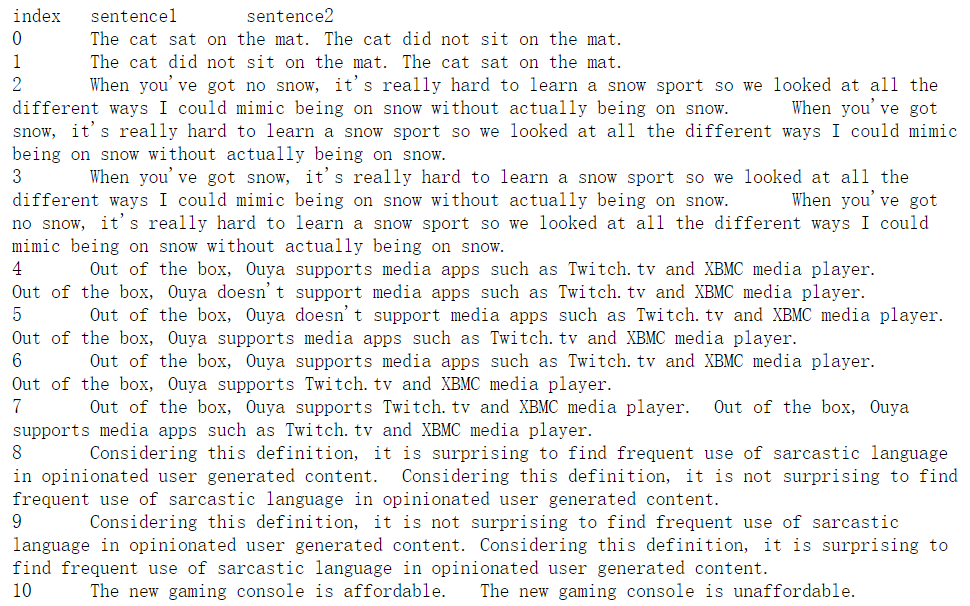 index sentence1 sentence2
0 The cat sat on the mat. The cat did not sit on the mat.
1 The cat did not sit on the mat. The cat sat on the mat.
2 When you've got no snow, it's really hard to learn a snow sport so we looked at all the
different ways I could mimic being on snow without actually being on snow. When you've got
snow, it's really hard to learn a snow sport so we looked at all the different ways I could mimic
being on snow without actually being on snow.
3 When you've got snow, it's really hard to learn a snow sport so we looked at all the
different ways I could mimic being on snow without actually being on snow. When you've got
no snow, it's really hard to learn a snow sport so we looked at all the different ways I could
mimic being on snow without actually being on snow.
4 Out of the box, Ouya supports media apps such as Twitch.tv and XBMC media player.
Out of the box, Ouya doesn't support media apps such as Twitch.tv and XBMC media player.
5 Out of the box, Ouya doesn't support media apps such as Twitch.tv and XBMC media player.
Out of the box, Ouya supports media apps such as Twitch.tv and XBMC media player.
6 Out of the box, Ouya supports media apps such as Twitch.tv and XBMC media player.
Out of the box, Ouya supports Twitch.tv and XBMC media player.
7 Out of the box, Ouya supports Twitch.tv and XBMC media player. Out of the box, Ouya
supports media apps such as Twitch.tv and XBMC media player.
8 Considering this definition, it is surprising to find frequent use of sarcastic language
in opinionated user generated content. Considering this definition, it is not surprising to find
frequent use of sarcastic language in opinionated user generated content.
9 Considering this definition, it is not surprising to find frequent use of sarcastic
language in opinionated user generated content. Considering this definition, it is surprising to
find frequent use of sarcastic language in opinionated user generated content.
10 The new gaming console is affordable. The new gaming console is unaffordable.